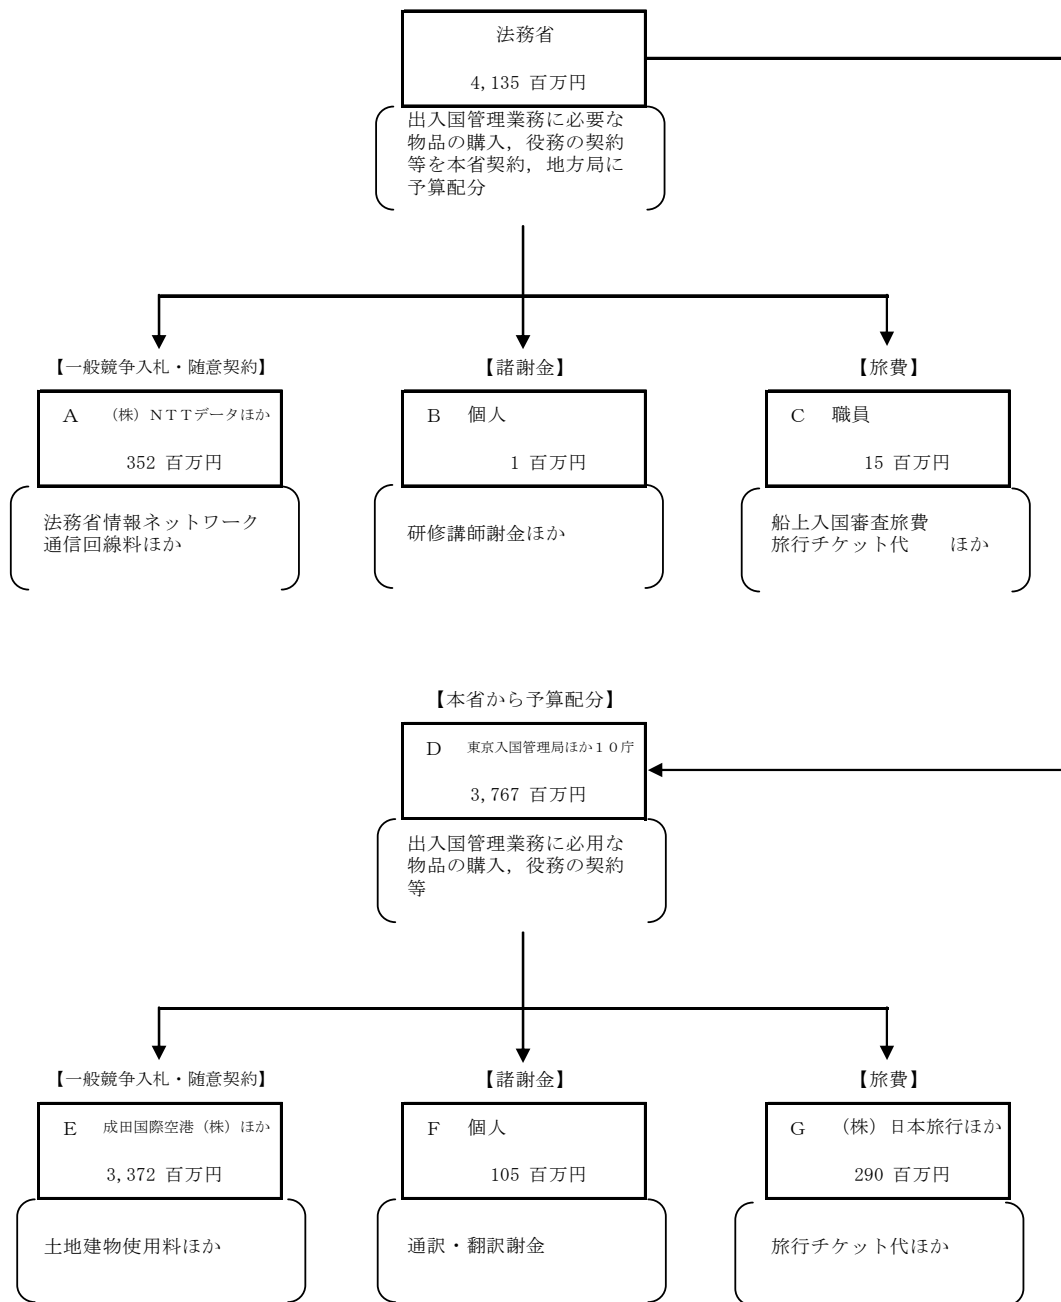 法務省
4,135 百万円
出入国管理業務に必要な
物品の購入，役務の契約
等を本省契約，地方局に
予算配分
【一般競争入札・随意契約】
【諸謝金】
【旅費】
A （株）ＮＴＴデータほか
352 百万円
B 個人
1 百万円
C 職員
15 百万円
法務省情報ネットワーク
通信回線料ほか
研修講師謝金ほか
船上入国審査旅費
旅行チケット代　　ほか
【本省から予算配分】
D 東京入国管理局ほか１０庁
3,767 百万円
出入国管理業務に必用な
物品の購入，役務の契約
等
【一般競争入札・随意契約】
【諸謝金】
【旅費】
E 成田国際空港（株）ほか
3,372 百万円
F 個人
105 百万円
G （株）日本旅行ほか
290 百万円
土地建物使用料ほか
通訳・翻訳謝金
旅行チケット代ほか